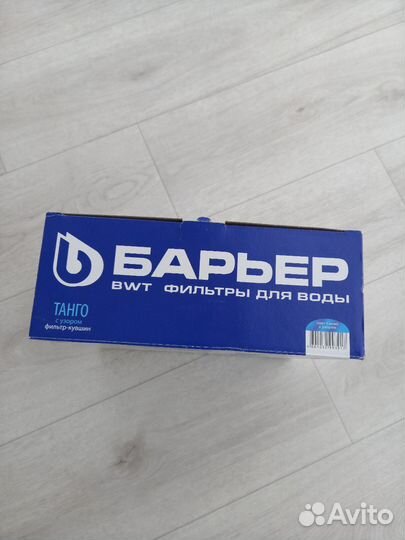 БАРЬЕР
BWT ФИЛЬТРЫ ДЛЯ ВОДЫ
ТАНГО
с узором
фильтр-кувшин
Avito